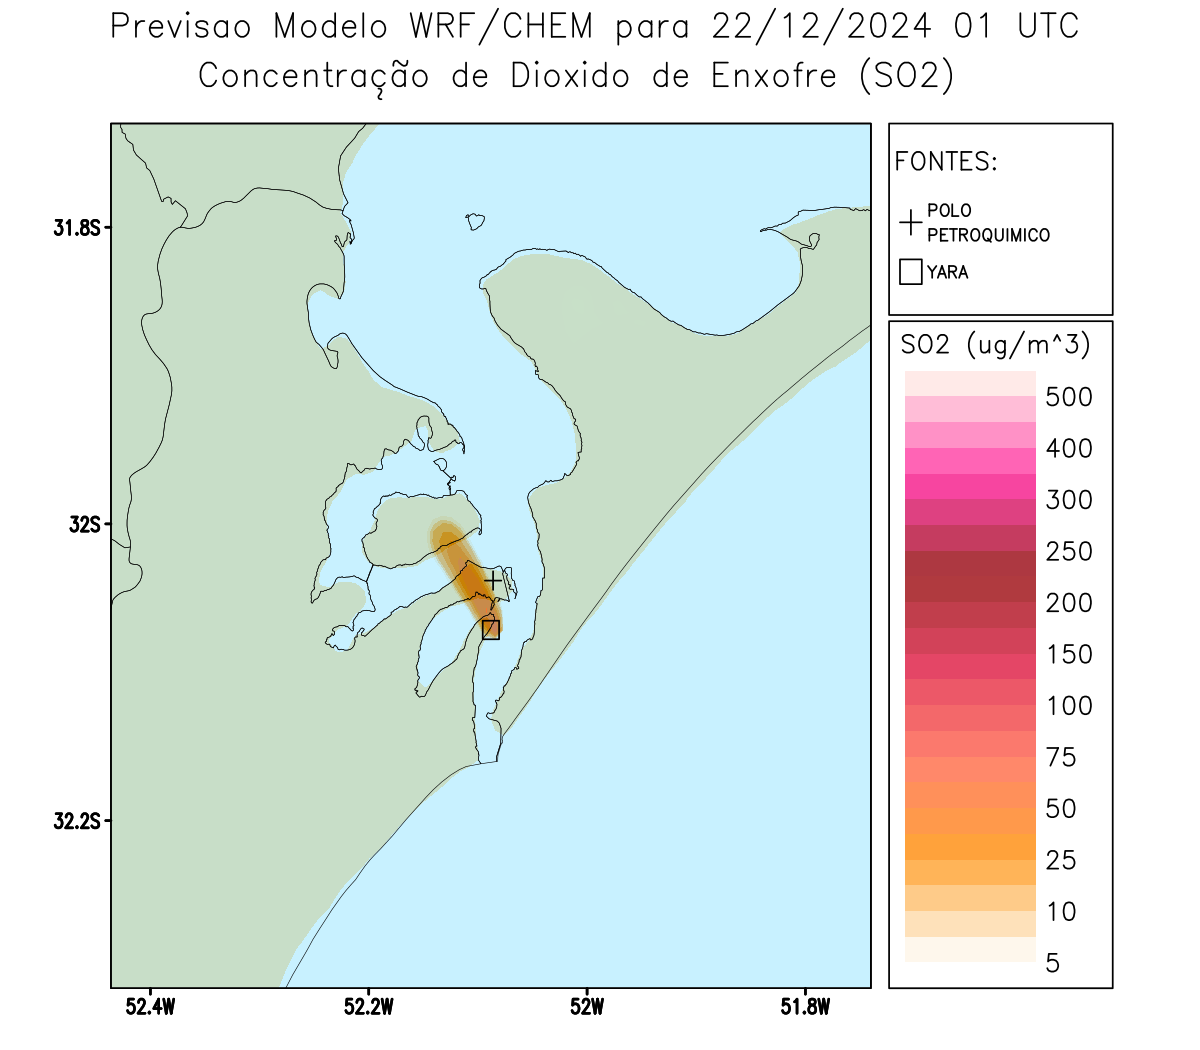 Previsao Modelo WRF/CHEM para 22/12/2024 01 UTC
Concentração de Dioxido de Enxofre (SO2)
FONTES:
POLO
PETROQUIMICO
YARA
31.8S
32S
32.2S
52.4W
52.2W
52W
51.8W
SO2 (ug/m^3)
500
400
300
250
200
150
100
75
50
25
10
5